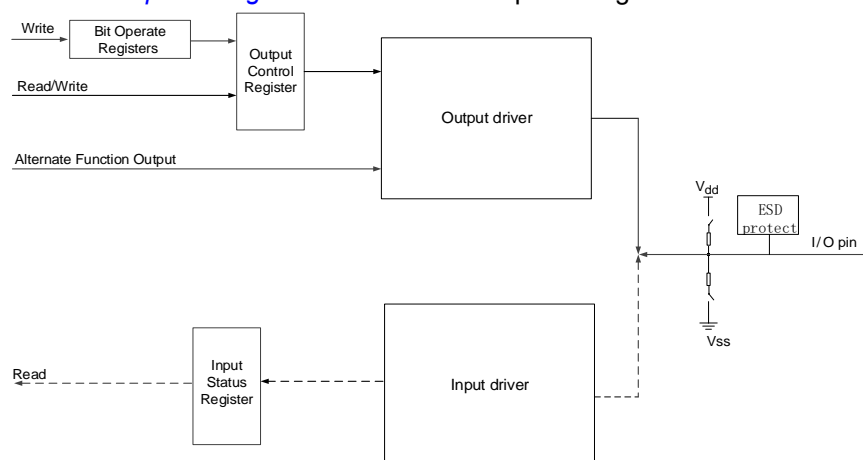 Write
Bit Operate
Registers
Output
Control
Register
Read/Write
Output driver
Alternate Function Output
Vdd
ESD
protect
I/O pin
Vss
Input
Status
Register
Read
Input driver